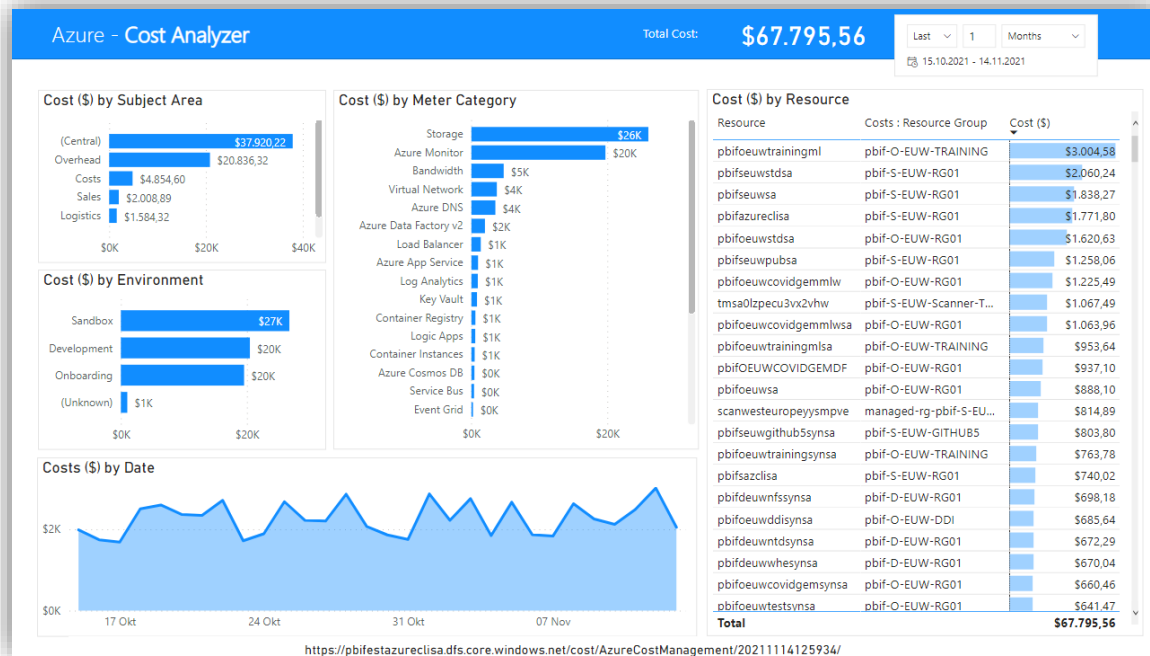 Azure - Cost Analyzer
Total Cost:
$67.795,56
Last
1
Months
15.10.2021 - 14.11.2021
Cost ($) by Subject Area
(Central) $37.920,22
Overhead $20.836,32
Costs $4.854,60
Sales $2.008,89
Logistics $1.584,32
$0K $20K $40K
Cost ($) by Environment
Sandbox $27K
Development $20K
Onboarding $20K
(Unknown) $1K
$0K $20K
Cost ($) by Meter Category
Storage $26K
Azure Monitor $20K
Bandwidth $5K
Virtual Network $4K
Azure DNS $4K
Azure Data Factory v2 $2K
Load Balancer $1K
Azure App Service $1K
Log Analytics $1K
Key Vault $1K
Container Registry $1K
Logic Apps $1K
Container Instances $1K
Azure Cosmos DB $0K
Service Bus $0K
Event Grid $0K
$0K $20K
Costs ($) by Date
$2K
$0K
17 Okt 24 Okt 31 Okt 07 Nov
Cost ($) by Resource
Resource Costs : Resource Group Cost ($)
pbifoeuwtrainingml pbif-O-EUW-TRAINING $3.004,58
pbifseuwstdsa pbif-S-EUW-RG01 $2.060,24
pbifseuwsa pbif-S-EUW-RG01 $1.838,27
pbifazureclisa pbif-S-EUW-RG01 $1.771,80
pbifoeuwstdsa pbif-O-EUW-RG01 $1.620,63
pbifseuwpubsa pbif-S-EUW-RG01 $1.258,06
pbifoeuwcovidgemmlw pbif-O-EUW-RG01 $1.225,49
tmsa0lzpecu3vx2vhw pbif-S-EUW-Scanner-T... $1.067,49
pbifoeuwcovidgemmlwsa pbif-O-EUW-RG01 $1.063,96
pbifoeuwtrainingmlsa pbif-O-EUW-TRAINING $953,64
pbifOEUWCOVIDGEMDF pbif-O-EUW-RG01 $937,10
pbifoeuwsa pbif-O-EUW-RG01 $888,10
scanwesteuropeyysmpve managed-rg-pbif-S-EU... $814,89
pbifseuwgithub5synsa pbif-S-EUW-GITHUB5 $803,80
pbifoeuwtrainingsynsa pbif-O-EUW-TRAINING $763,78
pbifsazclisa pbif-S-EUW-RG01 $740,02
pbifdeuwnfssynsa pbif-D-EUW-RG01 $698,18
pbifoeuwddisynsa pbif-O-EUW-DDI $685,64
pbifdeuwntdsynsa pbif-D-EUW-RG01 $672,29
pbifdeuwwhesynsa pbif-D-EUW-RG01 $670,04
pbifoeuwcovidgemsynsa pbif-O-EUW-RG01 $660,46
pbifoeuwtestsynsa pbif-O-EUW-RG01 $641,47
Total $67.795,56
https://pbifestazureclisa.dfs.core.windows.net/cost/AzureCostManagement/20211114125934/